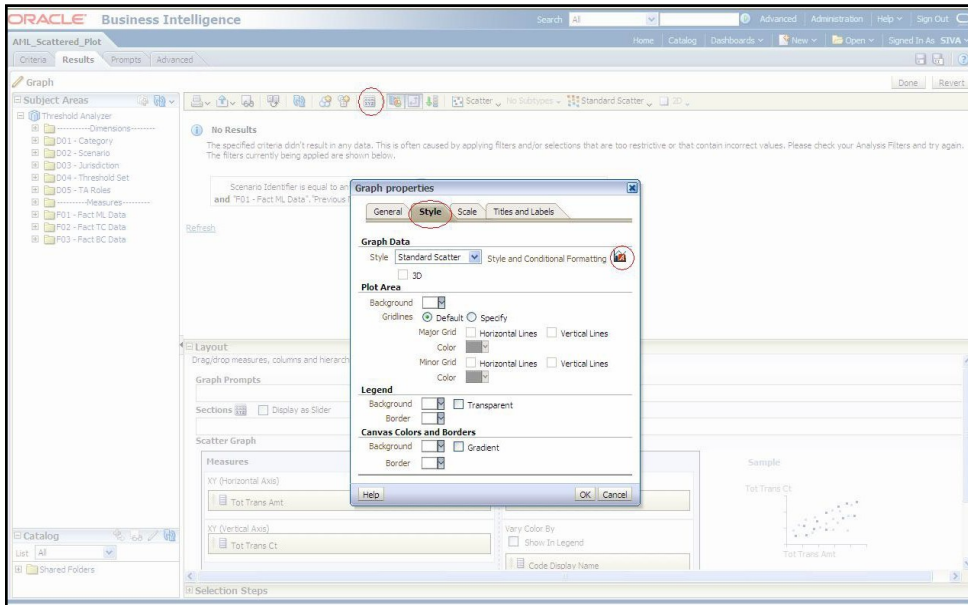 ORACLE Business Intelligence
Search All
Advanced Administration Help Sign Out
AML_Scattered_Plot
Home Catalog Dashboards New Open Signed In As SIVA
Criteria Results Prompts Advanced
Graph
Done Revert
Subject Areas
Scatter No Subtypes Standard Scatter 3D
Threshold Analyzer
-----------Dimensions--------
D01 - Category
D02 - Scenario
D03 - Jurisdiction
D04 - Threshold Set
D05 - TA Roles
---------Measures----------
F01 - Fact ML Data
F02 - Fact TC Data
F03 - Fact BC Data
No Results
The specified criteria didn't result in any data. This is often caused by applying filters and/or selections that are too restrictive or that contain incorrect values. Please check your Analysis Filters and try again.
The filters currently being applied are shown below.
Scenario Identifier is equal to
and "F01 - Fact ML Data"."Previous
Refresh
Graph properties
General Style Scale Titles and Labels
Graph Data
Style Standard Scatter Style and Conditional Formatting
3D
Plot Area
Background
Gridlines Default Specify
Major Grid Horizontal Lines Vertical Lines
Color
Minor Grid Horizontal Lines Vertical Lines
Color
Legend
Background Transparent
Border
Canvas Colors and Borders
Background Gradient
Border
Help OK Cancel
Layout
Drag/drop measures, columns and hierarch
Graph Prompts
Sections Display as Slider
Scatter Graph
Measures
XY (Horizontal Axis)
Tot Trans Amt
XY (Vertical Axis)
Tot Trans Ct
Vary Color By
Show In Legend
Code Display Name
Sample
Tot Trans Ct
Tot Trans Amt
Catalog
List All
Shared Folders
Selection Steps